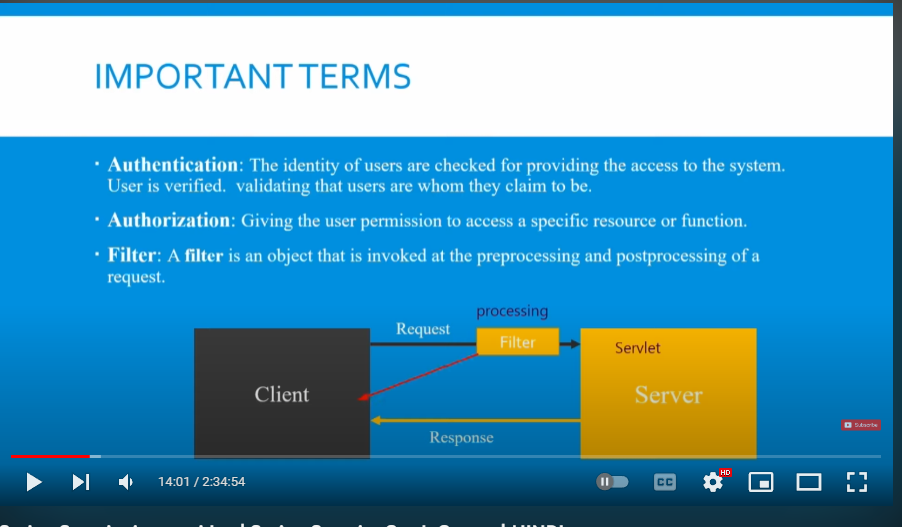 IMPORTANT TERMS
· Authentication: The identity of users are checked for providing the access to the system.
User is verified. validating that users are whom they claim to be.
· Authorization: Giving the user permission to access a specific resource or function.
· Filter: A filter is an object that is invoked at the preprocessing and postprocessing of a
request.
processing
Request
Filter
Servlet
Client
Server
Response
Subscribe
14:01 / 2:34:54
CC
HD